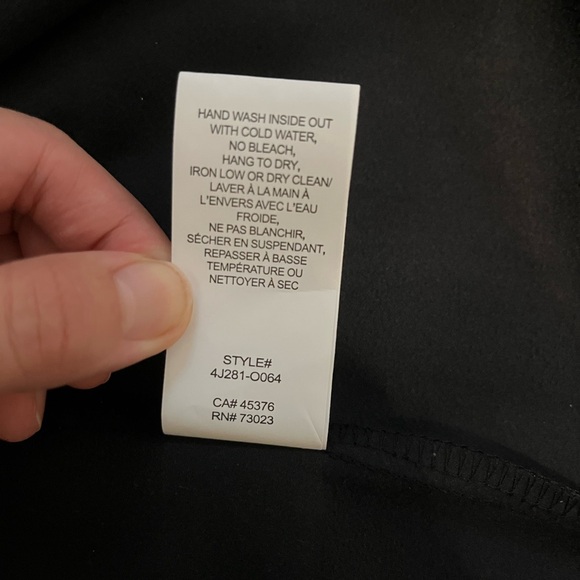 HAND WASH INSIDE OUT
WITH COLD WATER,
NO BLEACH,
HANG TO DRY,
IRON LOW OR DRY CLEAN/
LAVER À LA MAIN À
L'ENVERS AVEC L'EAU
FROIDE,
NE PAS BLANCHIR,
SÉCHER EN SUSPENDANT,
REPASSER À BASSE
TEMPÉRATURE OU
NETTOYER À SEC
STYLE#
4J281-O064
CA# 45376
RN# 73023